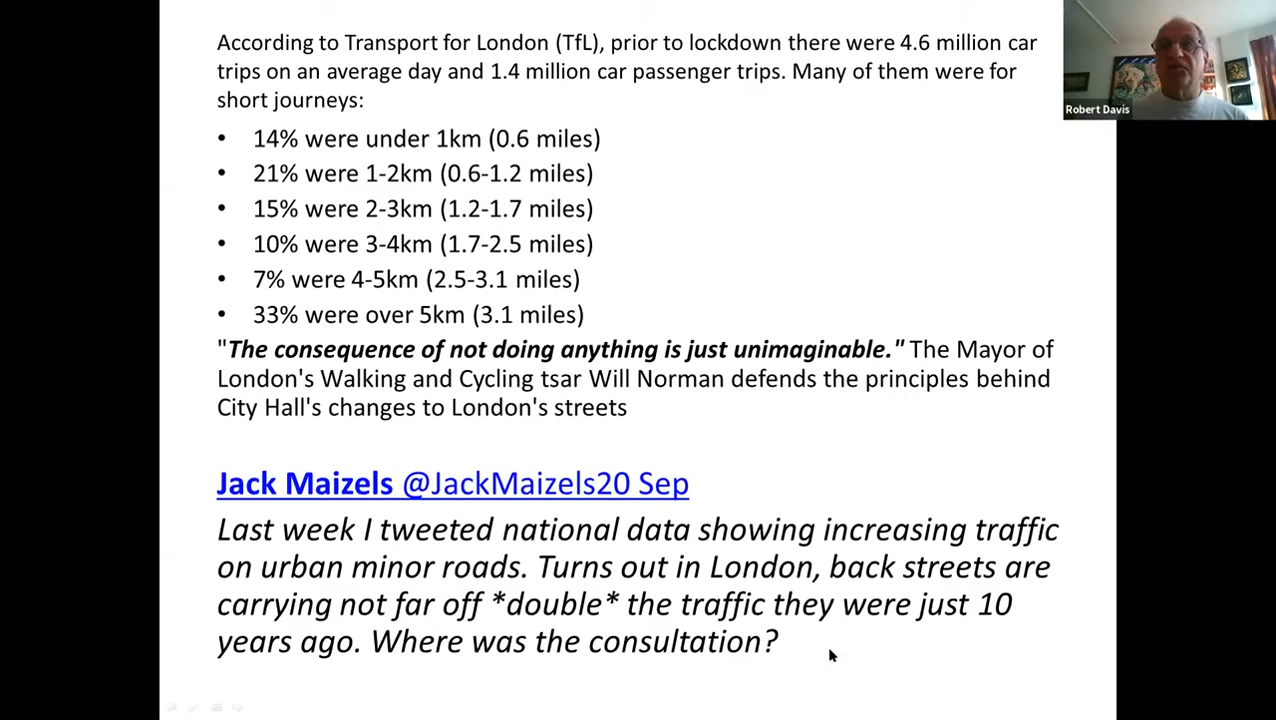 According to Transport for London (TfL), prior to lockdown there were 4.6 million car
trips on an average day and 1.4 million car passenger trips. Many of them were for
short journeys:
• 14% were under 1km (0.6 miles)
• 21% were 1-2km (0.6-1.2 miles)
• 15% were 2-3km (1.2-1.7 miles)
• 10% were 3-4km (1.7-2.5 miles)
• 7% were 4-5km (2.5-3.1 miles)
• 33% were over 5km (3.1 miles)
"The consequence of not doing anything is just unimaginable." The Mayor of
London's Walking and Cycling tsar Will Norman defends the principles behind
City Hall's changes to London's streets
Jack Maizels @JackMaizels20 Sep
Last week I tweeted national data showing increasing traffic
on urban minor roads. Turns out in London, back streets are
carrying not far off *double* the traffic they were just 10
years ago. Where was the consultation?
Robert Davis